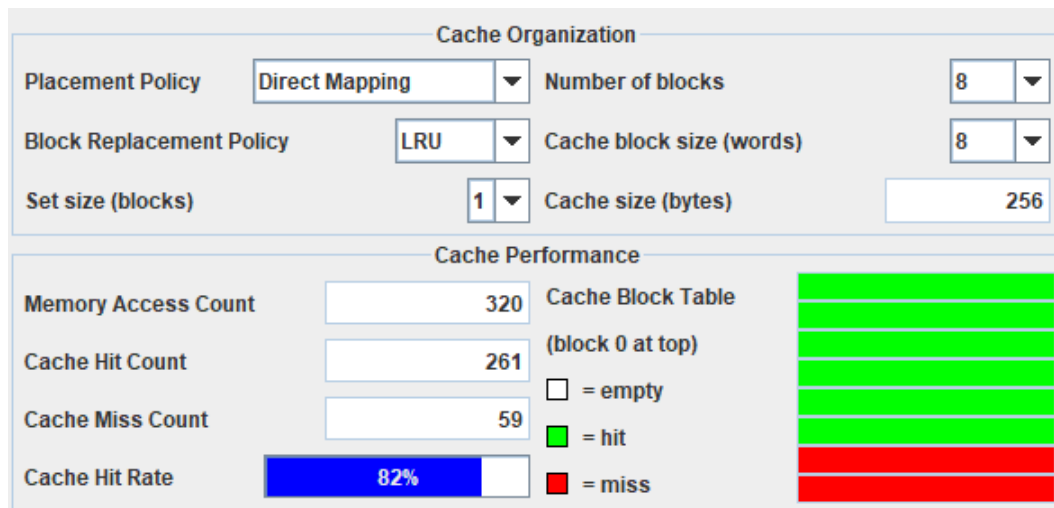 Cache Organization
Placement Policy Direct Mapping Number of blocks 8
Block Replacement Policy LRU Cache block size (words) 8
Set size (blocks) 1 Cache size (bytes) 256
Cache Performance
Memory Access Count 320 Cache Block Table
(block 0 at top)
Cache Hit Count 261
= empty
Cache Miss Count 59
= hit
Cache Hit Rate 82% = miss